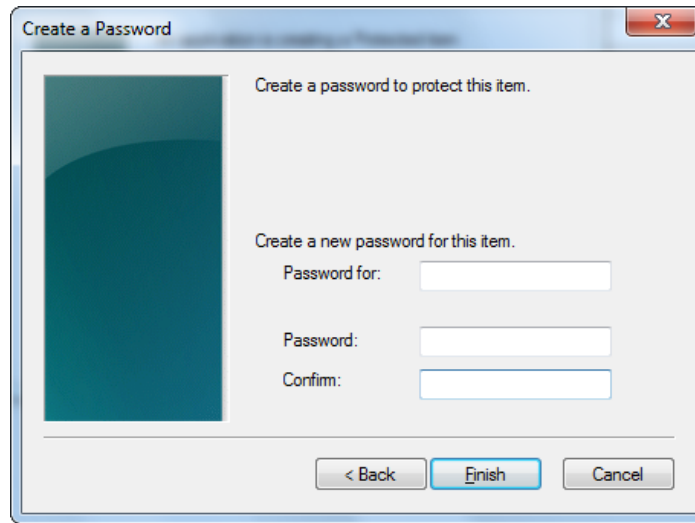 Create a Password
Create a password to protect this item.
Create a new password for this item.
Password for:
Password:
Confirm:
< Back
Finish
Cancel